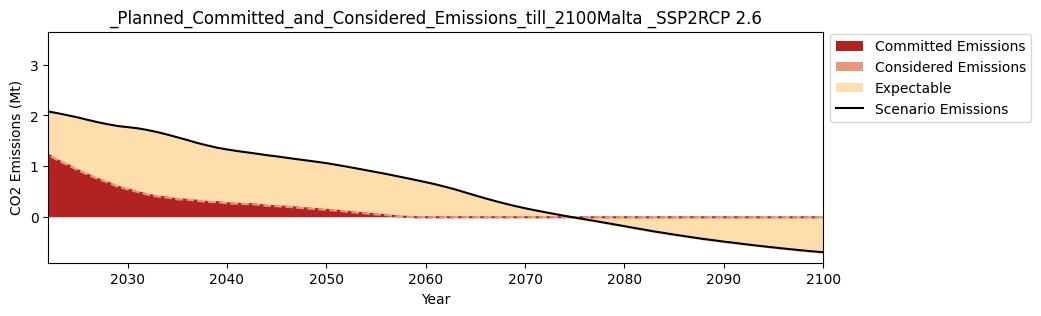 _Planned_Committed_and_Considered_Emissions_till_2100Malta _SSP2RCP 2.6
CO2 Emissions (Mt)
3
2
1
0
2030 2040 2050 2060 2070 2080 2090 2100
Year
Committed Emissions
Considered Emissions
Expectable
Scenario Emissions